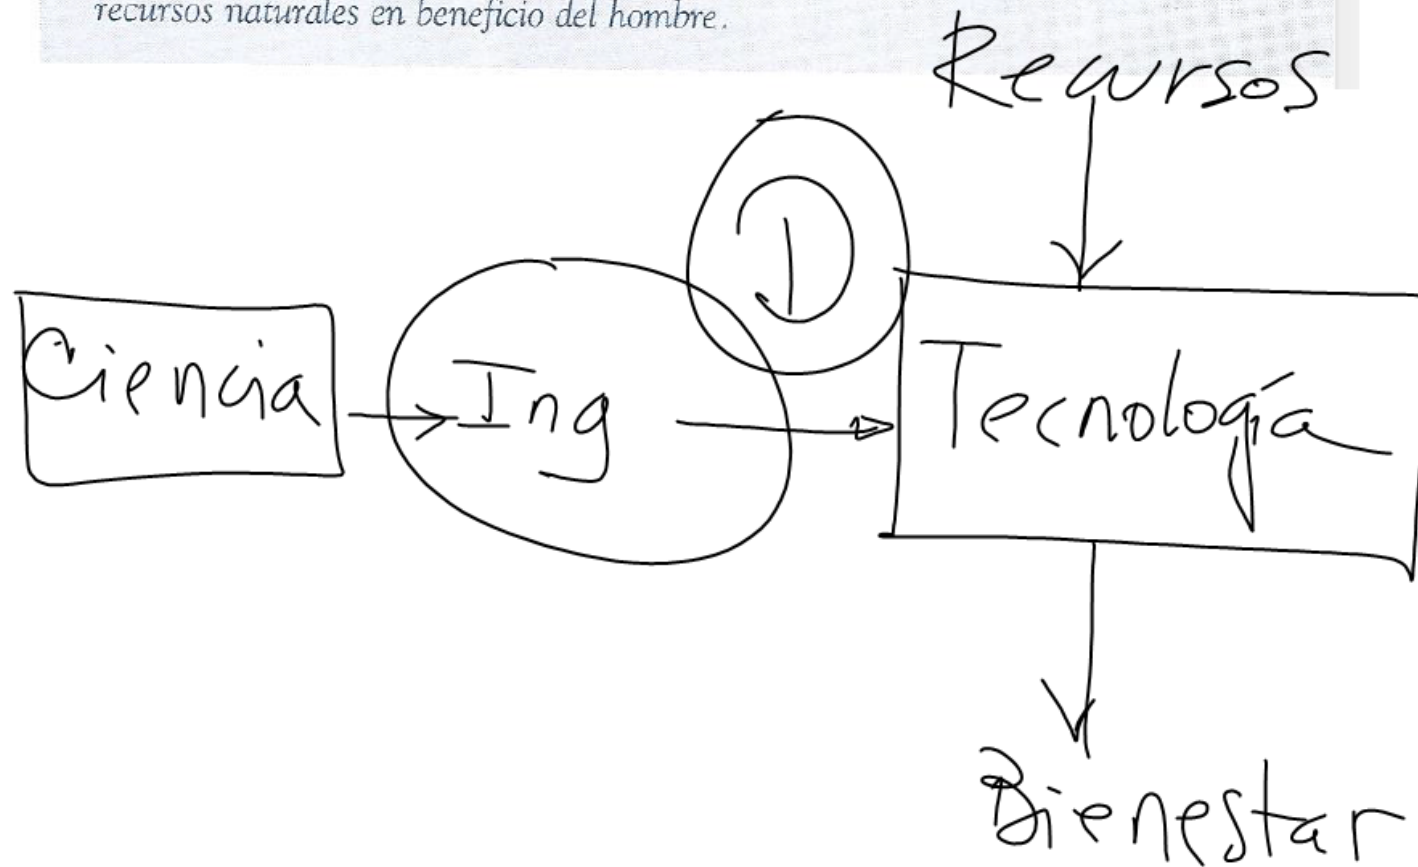 recursos naturales en beneficio del hombre.
Recursos
D
Ciencia
Ing
Tecnología
Bienestar